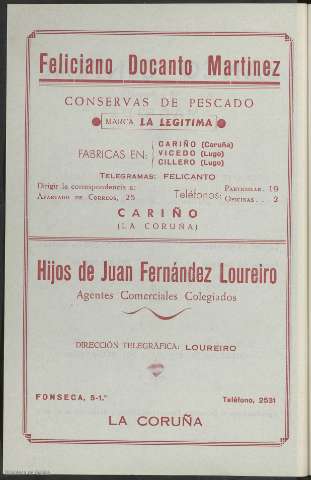 Feliciano Docanto Martinez
CONSERVAS DE PESCADO
MARCA LA LEGITIMA
FABRICAS EN:
CARIÑO (Coruña)
VICEDO (Lugo)
CILLERO (Lugo)
TELEGRAMAS: FELICANTO
Dirigir la correspondencia a:
APARTADO DE CORREOS, 25
Teléfonos:
PARTICULAR. 19
OFICINAS. . . 2
CARIÑO
(LA CORUÑA)
Hijos de Juan Fernández Loureiro
Agentes Comerciales Colegiados
DIRECCIÓN TELEGRÁFICA: LOUREIRO
FONSECA, 5-1.°
Teléfono, 2531
LA CORUÑA